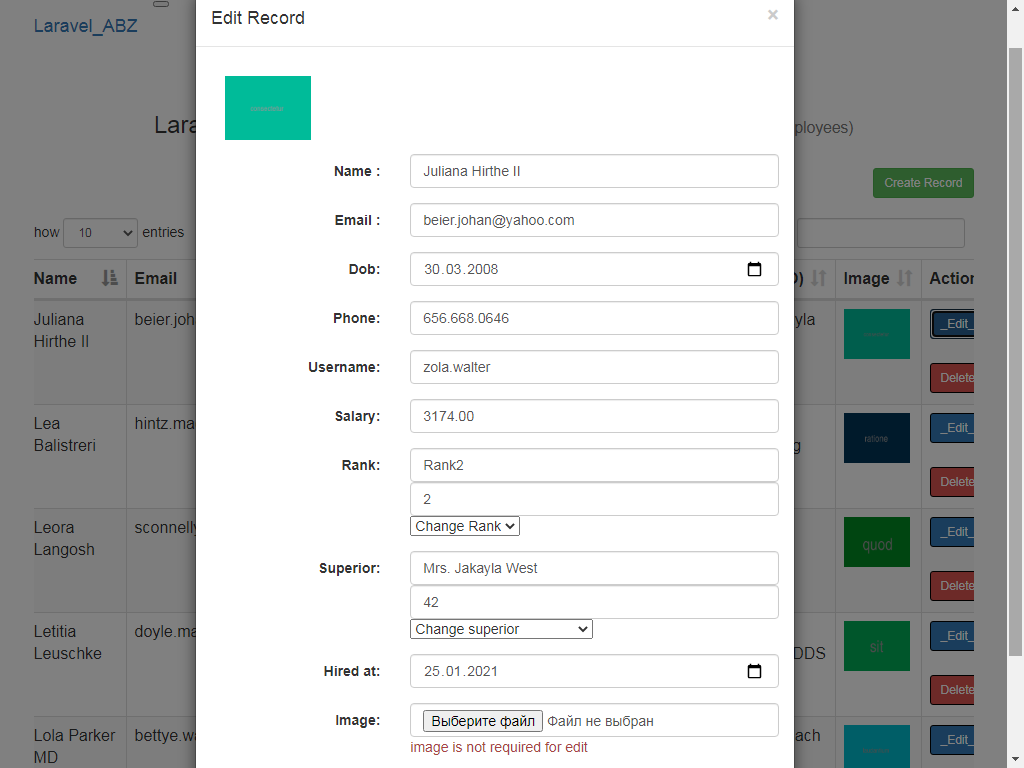 Edit Record
×
Laravel_ABZ
Lara
ployees)
Create Record
how 10 entries
Name Email
) Image Action
Juliana
Hirthe II
beier.joh
yla
_Edit_
Delete
Lea
Balistreri
hintz.ma
g
ratione
_Edit_
Delete
Leora
Langosh
sconnelly
quod
_Edit_
Delete
Letitia
Leuschke
doyle.ma
DDS
sit
_Edit_
Delete
Lola Parker
MD
bettye.wa
ach
_Edit_
Name :
Juliana Hirthe II
Email :
beier.johan@yahoo.com
Dob:
30.03.2008
Phone:
656.668.0646
Username:
zola.walter
Salary:
3174.00
Rank:
Rank2
2
Change Rank
Superior:
Mrs. Jakayla West
42
Change superior
Hired at:
25.01.2021
Image:
Выберите файл Файл не выбран
image is not required for edit